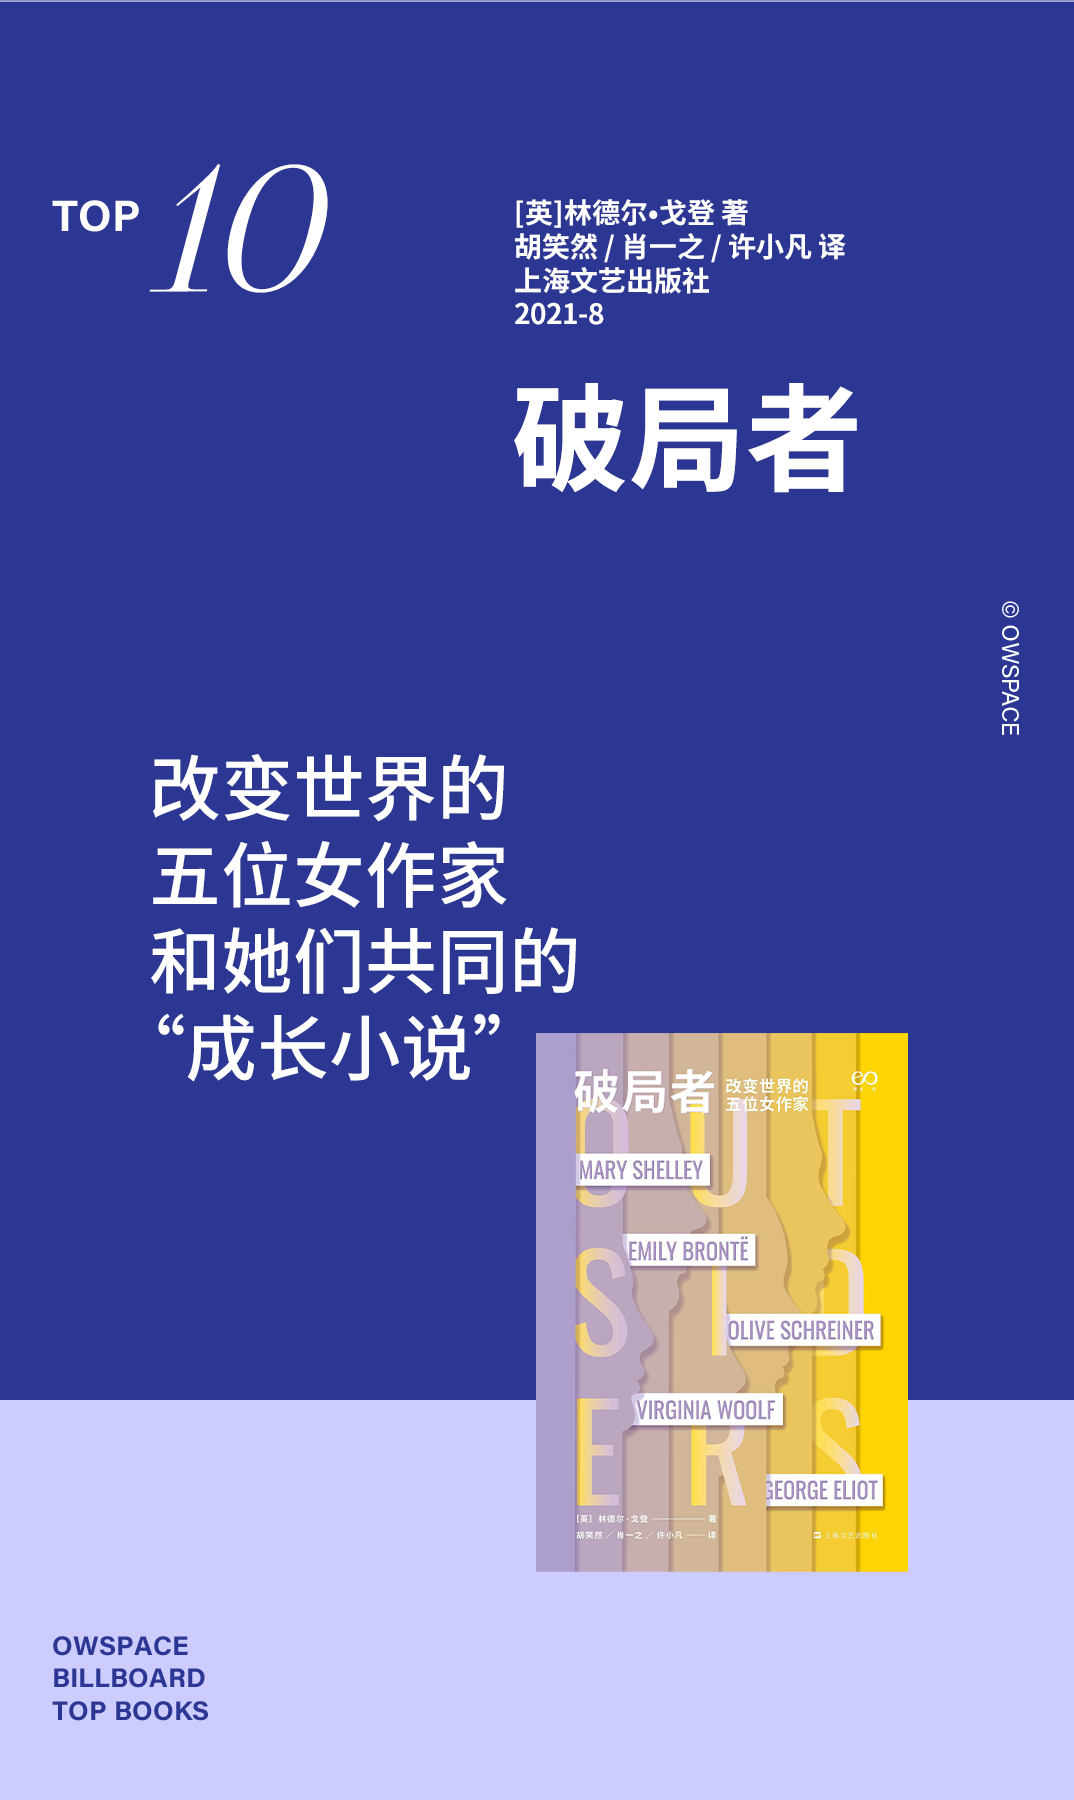 TOP 10
[英]林德尔•戈登 著
胡笑然 / 肖一之 / 许小凡 译
上海文艺出版社
2021-8
破局者
© OWSPACE
改变世界的
五位女作家
和她们共同的
“成长小说”
破局者
改变世界的
五位女作家
OUT
MARY SHELLEY
EMILY BRONTË
SID
OLIVE SCHREINER
VIRGINIA WOOLF
ERS
GEORGE ELIOT
[英] 林德尔·戈登 —— 著
胡笑然 / 肖一之 / 许小凡 —— 译
上海文艺出版社
OWSPACE
BILLBOARD
TOP BOOKS